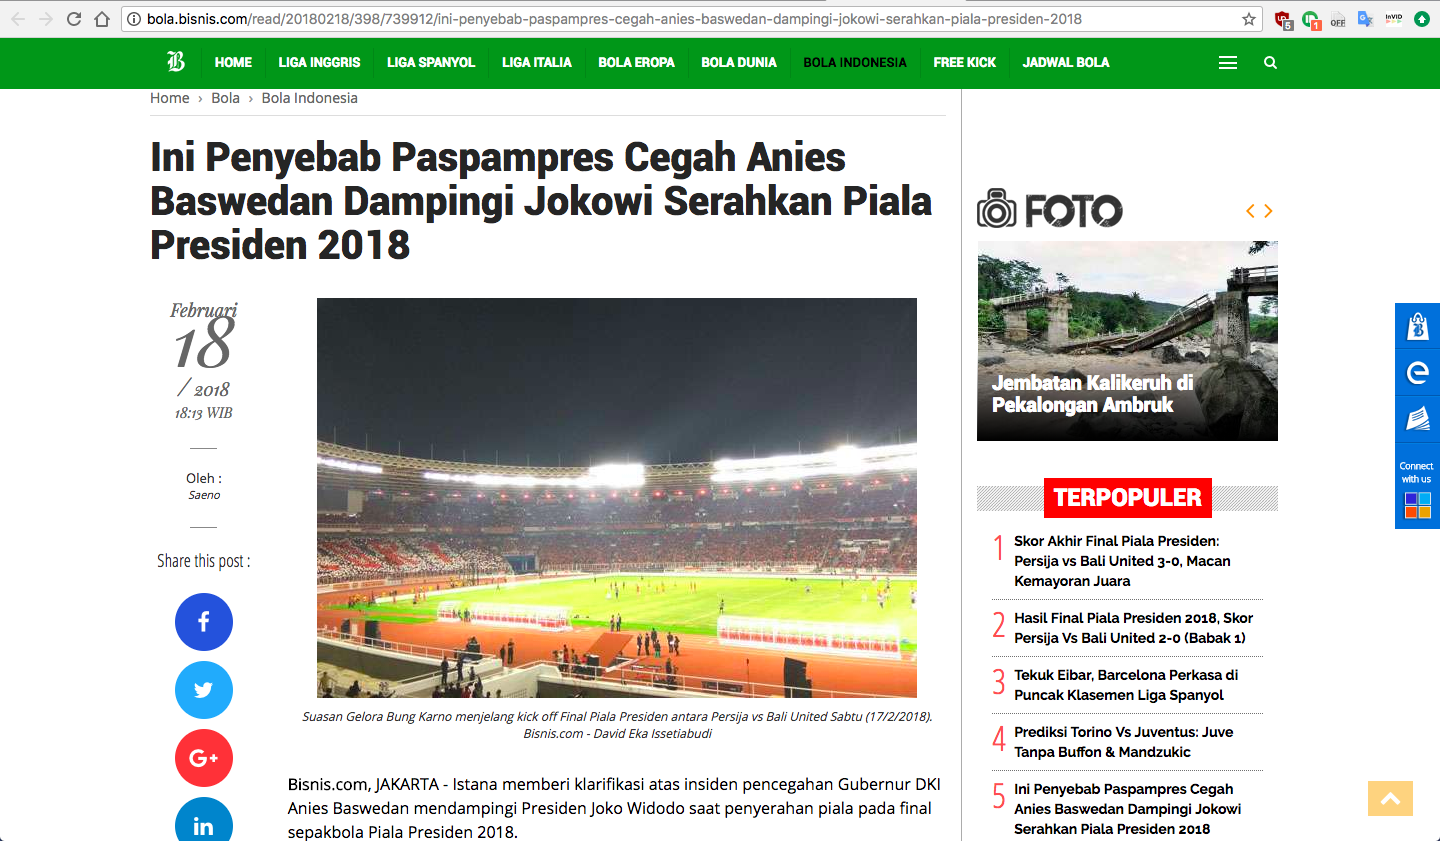 bola.bisnis.com/read/20180218/398/739912/ini-penyebab-paspampres-cegah-anies-baswedan-dampingi-jokowi-serahkan-piala-presiden-2018
5
1
OFF
InVID
B HOME LIGA INGGRIS LIGA SPANYOL LIGA ITALIA BOLA EROPA BOLA DUNIA BOLA INDONESIA FREE KICK JADWAL BOLA
Home › Bola › Bola Indonesia
Ini Penyebab Paspampres Cegah Anies
Baswedan Dampingi Jokowi Serahkan Piala
Presiden 2018
Februari
18
/ 2018
18:13 WIB
Oleh :
Saeno
Share this post :
f
G+
in
Suasan Gelora Bung Karno menjelang kick off Final Piala Presiden antara Persija vs Bali United Sabtu (17/2/2018).
Bisnis.com - David Eka Issetiabudi
Bisnis.com, JAKARTA - Istana memberi klarifikasi atas insiden pencegahan Gubernur DKI
Anies Baswedan mendampingi Presiden Joko Widodo saat penyerahan piala pada final
sepakbola Piala Presiden 2018.
FOTO
Jembatan Kalikeruh di
Pekalongan Ambruk
TERPOPULER
1 Skor Akhir Final Piala Presiden:
Persija vs Bali United 3-0, Macan
Kemayoran Juara
2 Hasil Final Piala Presiden 2018, Skor
Persija Vs Bali United 2-0 (Babak 1)
3 Tekuk Eibar, Barcelona Perkasa di
Puncak Klasemen Liga Spanyol
4 Prediksi Torino Vs Juventus: Juve
Tanpa Buffon & Mandzukic
5 Ini Penyebab Paspampres Cegah
Anies Baswedan Dampingi Jokowi
Serahkan Piala Presiden 2018
Connect
with us